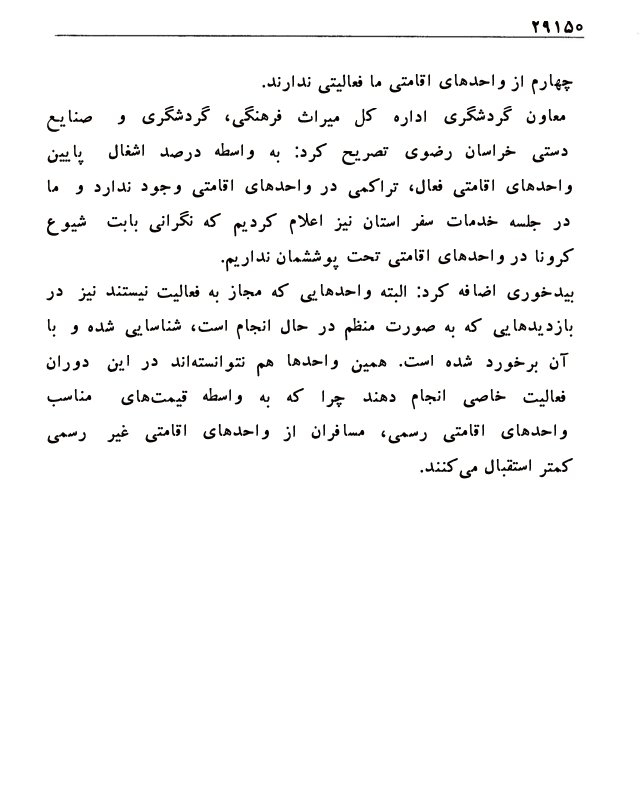 ۲۹۱۵۰
چهارم از واحدهای اقامتی ما فعالیتی ندارند.
معاون گردشگری اداره کل میراث فرهنگی، گردشگری و صنایع
دستی خراسان رضوی تصریح کرد: به واسطه درصد اشغال پایین
واحدهای اقامتی فعال، تراکمی در واحدهای اقامتی وجود ندارد و ما
در جلسه خدمات سفر استان نیز اعلام کردیم که نگرانی بابت شیوع
کرونا در واحدهای اقامتی تحت پوششمان نداریم.
بیدخوری اضافه کرد: البته واحدهایی که مجاز به فعالیت نیستند نیز در
بازدیدهایی که به صورت منظم در حال انجام است، شناسایی شده و با
آن برخورد شده است. همین واحدها هم نتوانسته‌اند در این دوران
فعالیت خاصی انجام دهند چرا که به واسطه قیمت‌های مناسب
واحدهای اقامتی رسمی، مسافران از واحدهای اقامتی غیر رسمی
کمتر استقبال می‌کنند.